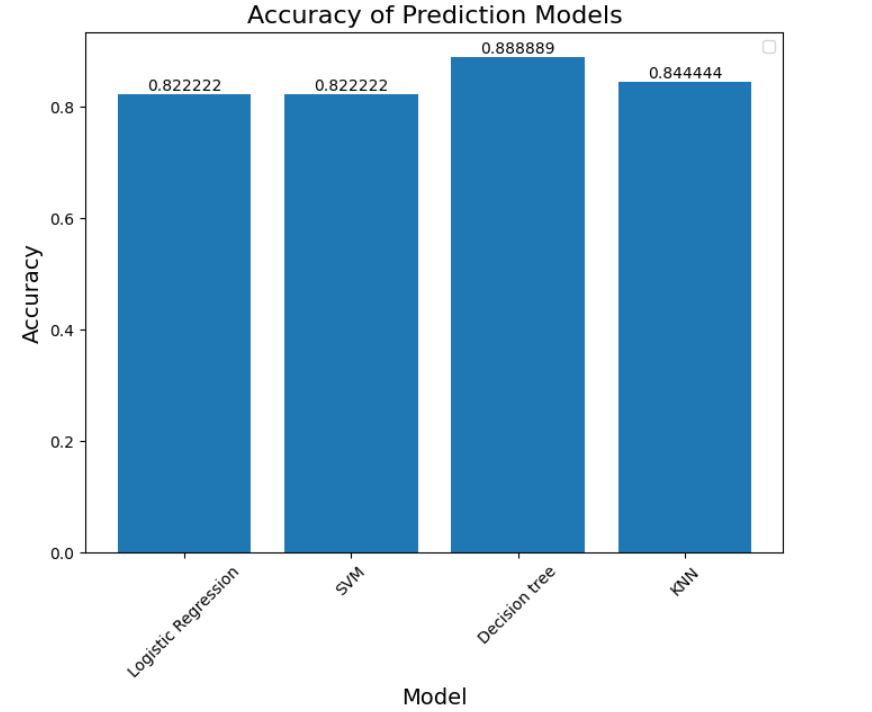 Accuracy of Prediction Models
0.888889
0.844444
0.822222
0.822222
0.8
0.6
Accuracy
0.4
0.2
0.0
Logistic Regression
SVM
Decision tree
KNN
Model